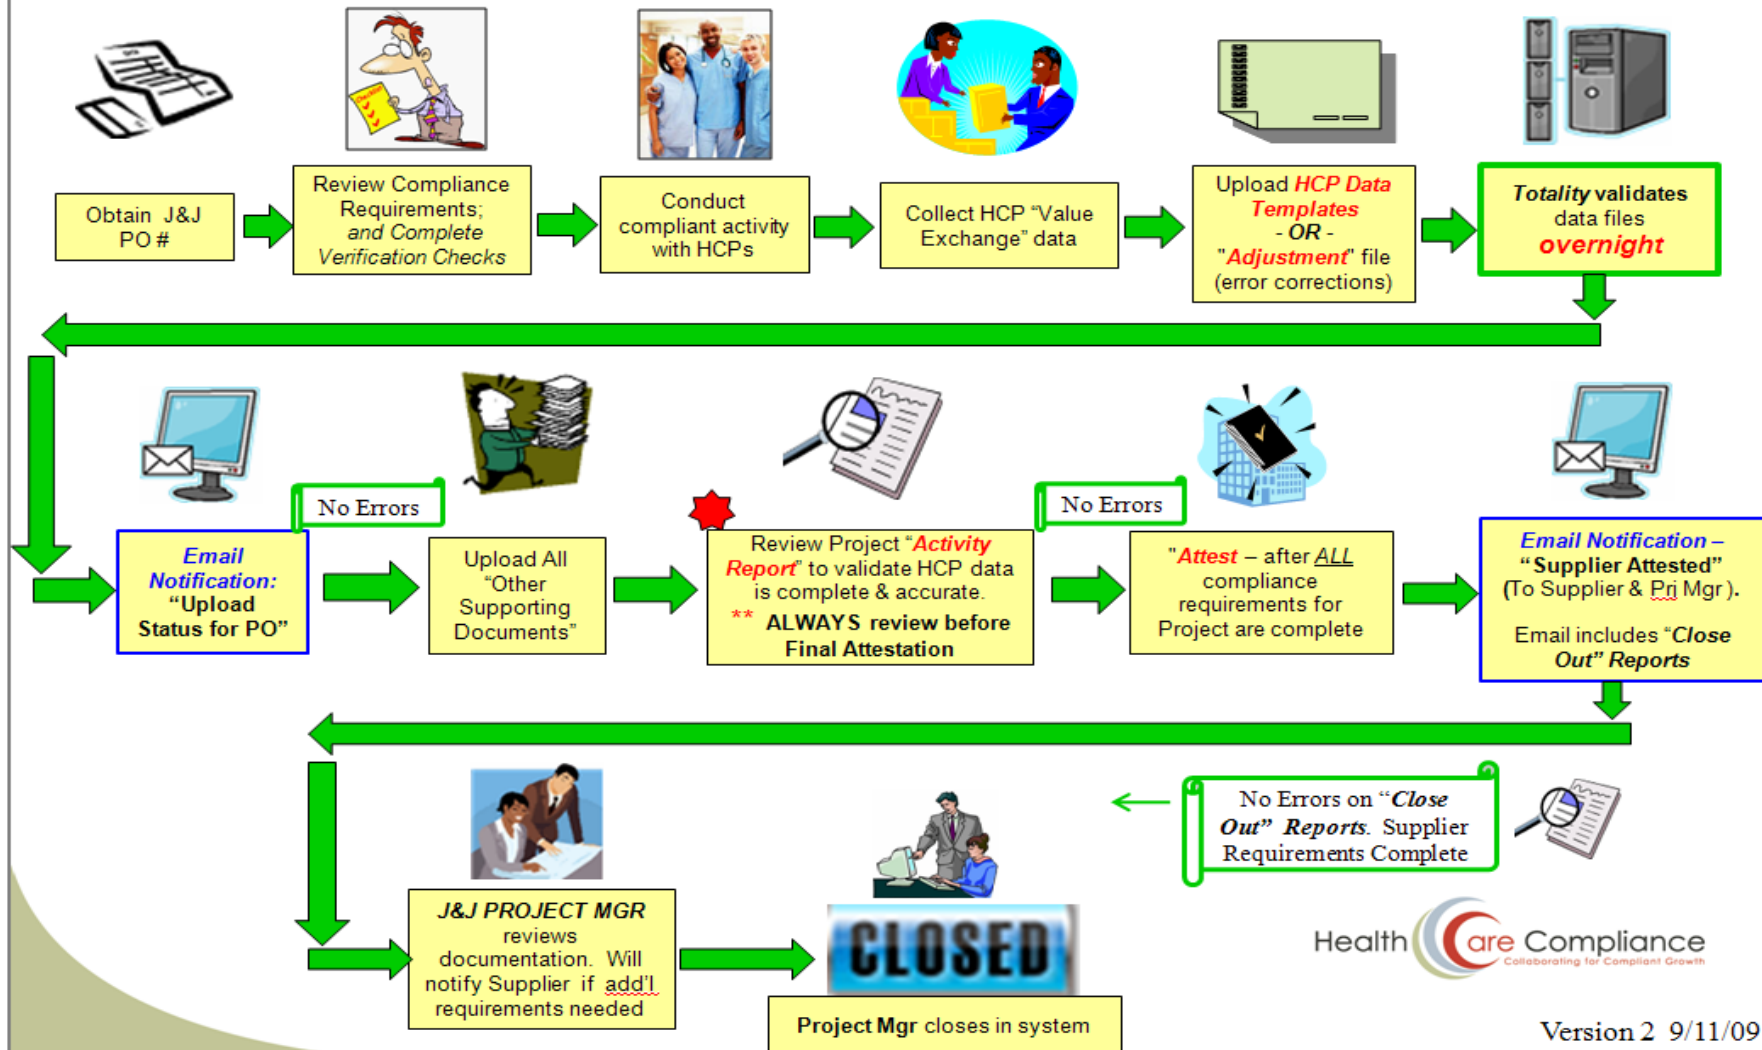 Checklist
Obtain J&J
PO #
Review Compliance
Requirements;
and Complete
Verification Checks
Conduct
compliant activity
with HCPs
Collect HCP “Value
Exchange” data
Upload HCP Data
Templates
- OR -
"Adjustment" file
(error corrections)
Totality validates
data files
overnight
Email
Notification:
“Upload
Status for PO”
No Errors
Upload All
“Other
Supporting
Documents”
Review Project “Activity
Report” to validate HCP data
is complete & accurate.
** ALWAYS review before
Final Attestation
No Errors
"Attest – after ALL
compliance
requirements for
Project are complete
Email Notification –
“Supplier Attested”
(To Supplier & Prj Mgr ).
Email includes “Close
Out” Reports
J&J PROJECT MGR
reviews
documentation. Will
notify Supplier if add’l
requirements needed
CLOSED
Project Mgr closes in system
No Errors on “Close
Out” Reports. Supplier
Requirements Complete
Health Care Compliance
Collaborating for Compliant Growth
Version 2 9/11/09